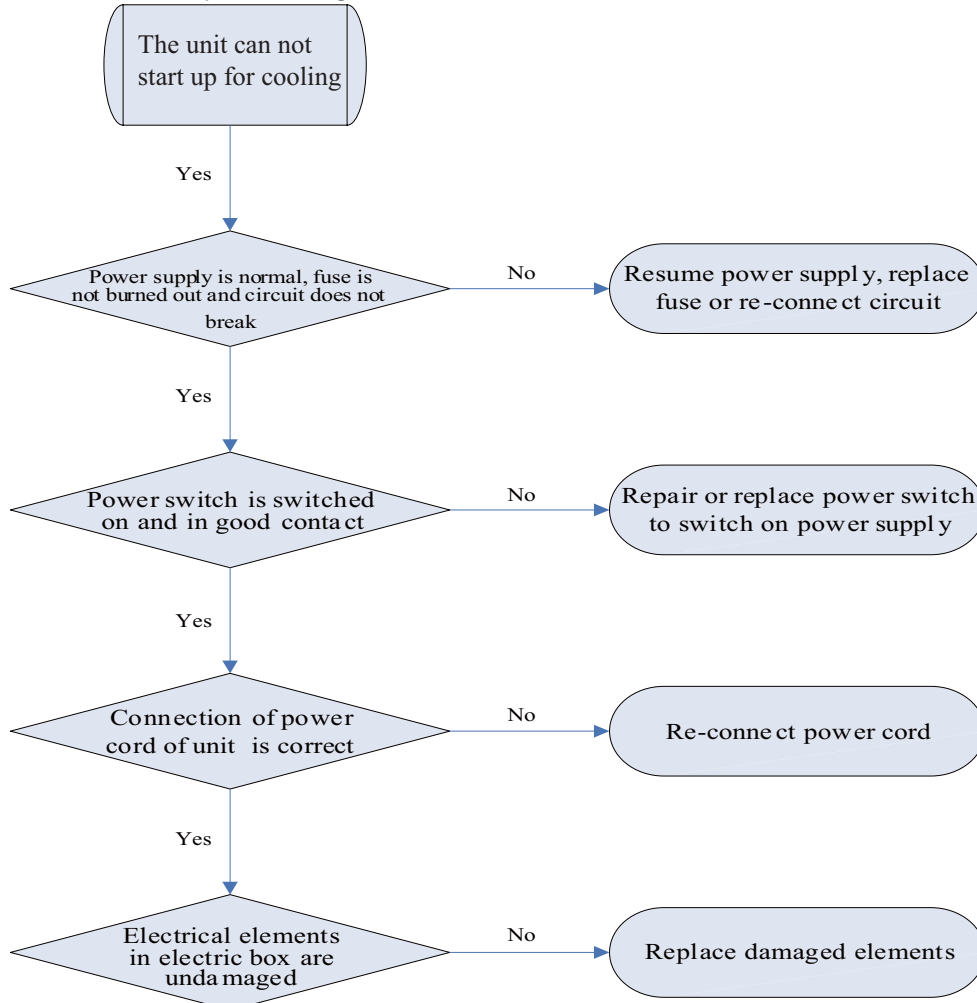 The unit can not
start up for cooling
Yes
Power supply is normal, fuse is
not burned out and circuit does not
break
No
Resume power supply, replace
fuse or re-connect circuit
Yes
Power switch is switched
on and in good contact
No
Repair or replace power switch
to switch on power supply
Yes
Connection of power
cord of unit is correct
No
Re-connect power cord
Yes
Electrical elements
in electric box are
undamaged
No
Replace damaged elements